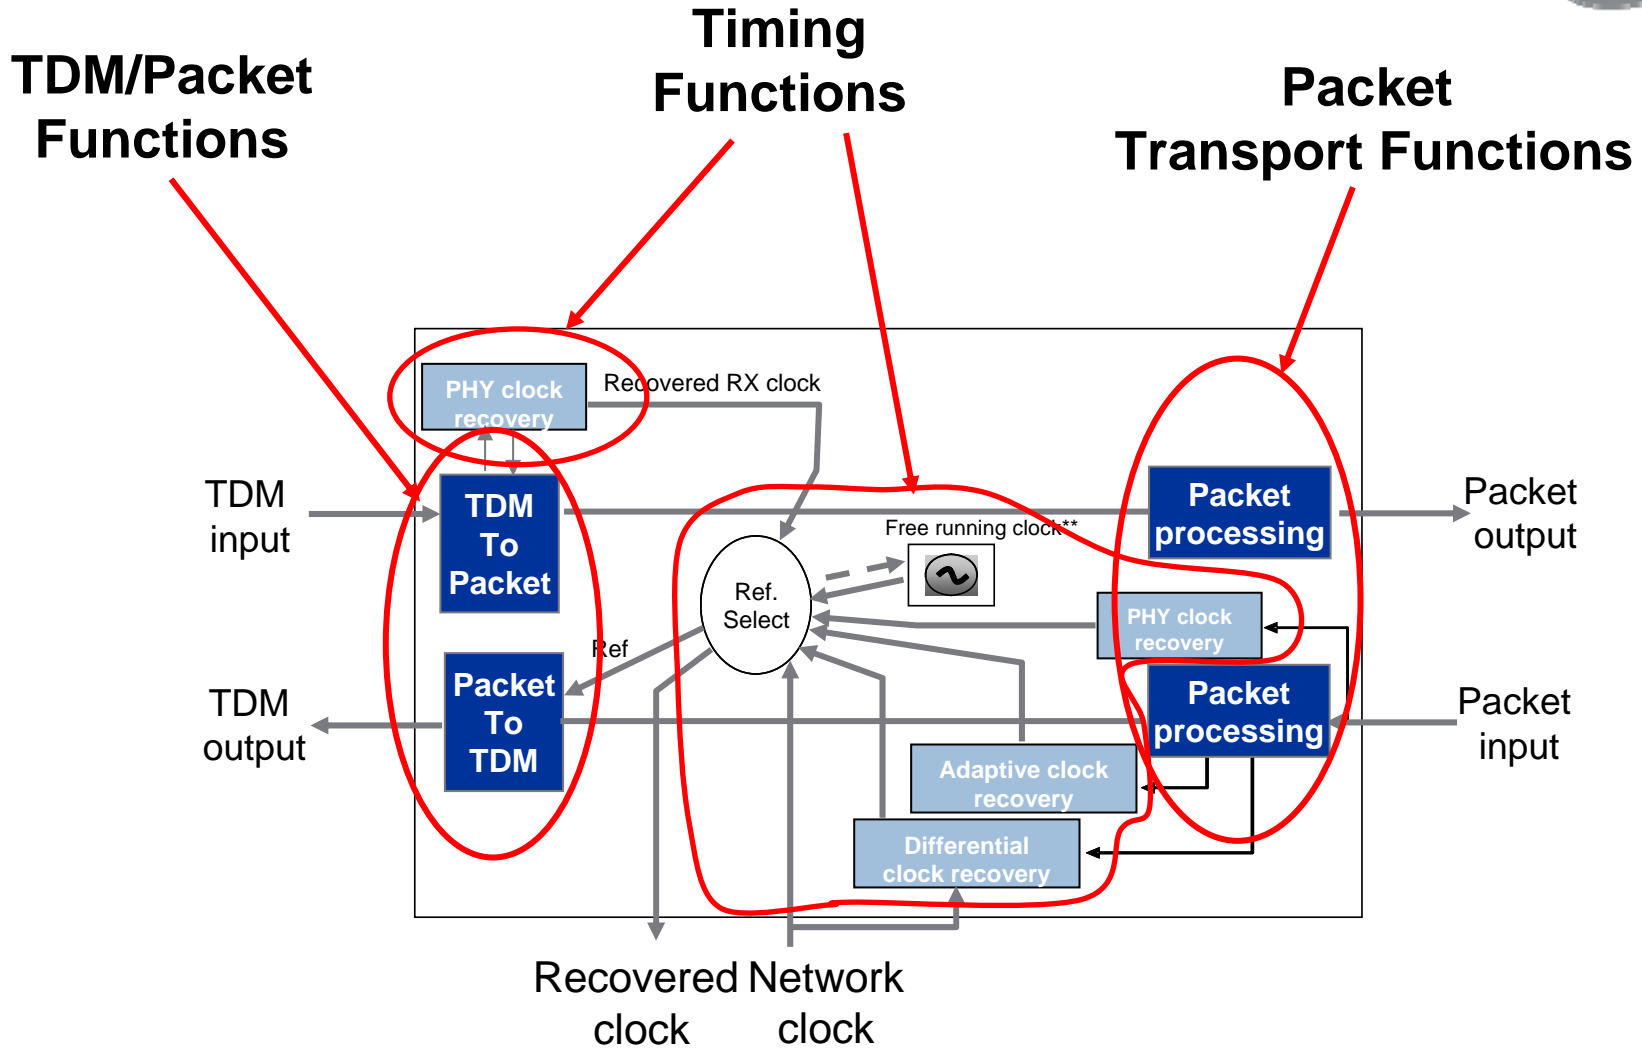 Timing
Functions
TDM/Packet
Functions
Packet
Transport Functions
PHY clock
recovery
Recovered RX clock
TDM
input
TDM
To
Packet
Packet
processing
Packet
output
Free running clock**
Ref.
Select
PHY clock
recovery
Ref
TDM
output
Packet
To
TDM
Packet
processing
Packet
input
Adaptive clock
recovery
Differential
clock recovery
Recovered
clock
Network
clock